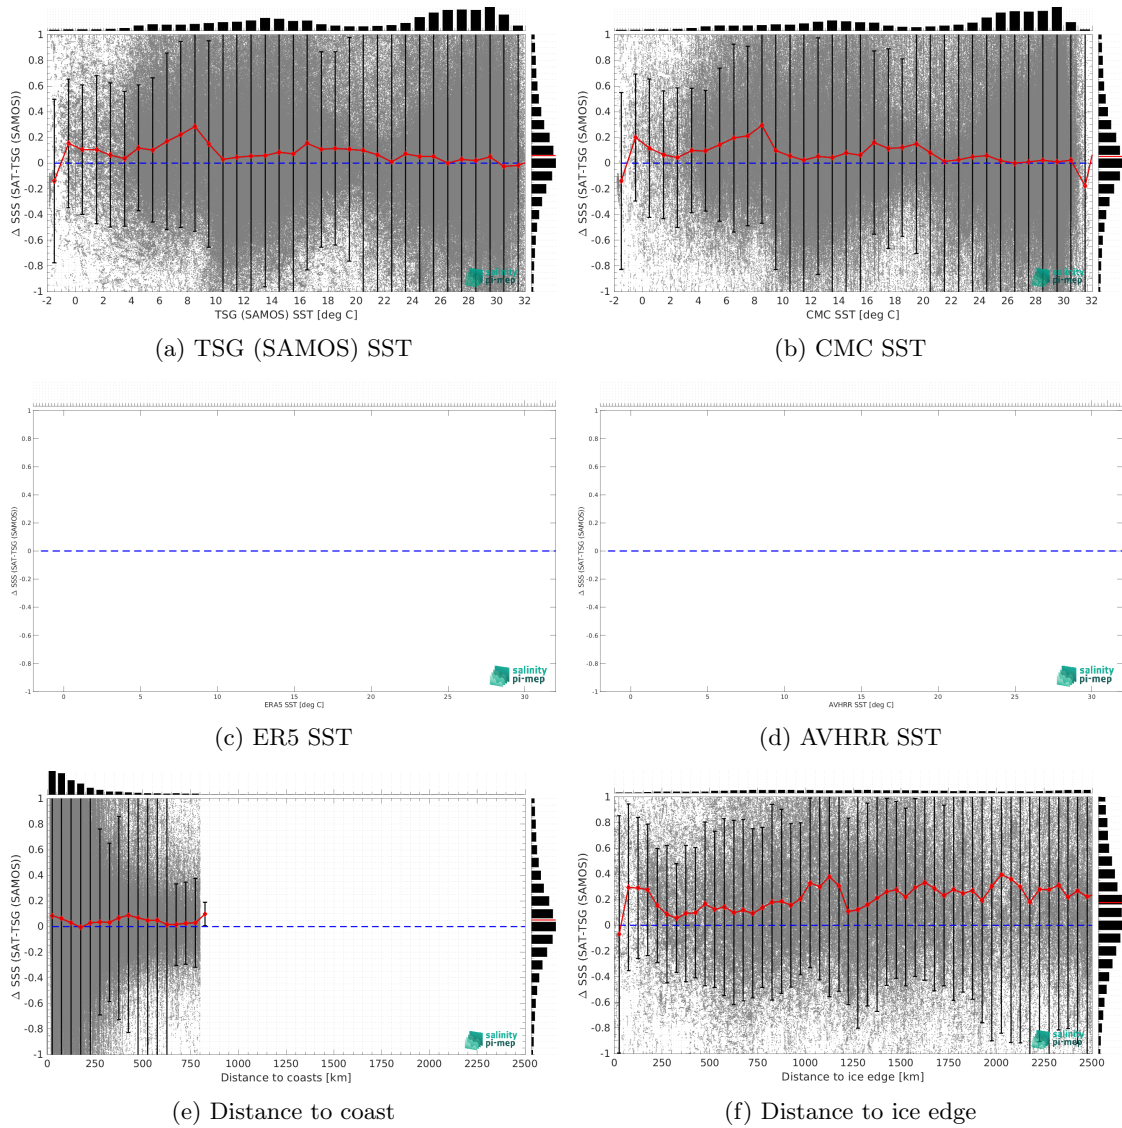 1
0.8
0.6
0.4
0.2
0
-0.2
-0.4
-0.6
-0.8
-1
Δ SSS (SAT-TSG (SAMOS))
salinity
pi-mep
-2 0 2 4 6 8 10 12 14 16 18 20 22 24 26 28 30 32
TSG (SAMOS) SST [deg C]
(a) TSG (SAMOS) SST
1
0.8
0.6
0.4
0.2
0
-0.2
-0.4
-0.6
-0.8
-1
Δ SSS (SAT-TSG (SAMOS))
salinity
pi-mep
-2 0 2 4 6 8 10 12 14 16 18 20 22 24 26 28 30 32
CMC SST [deg C]
(b) CMC SST
1
0.8
0.6
0.4
0.2
0
-0.2
-0.4
-0.6
-0.8
-1
Δ SSS (SAT-TSG (SAMOS))
salinity
pi-mep
0 5 10 15 20 25 30
ERA5 SST [deg C]
(c) ER5 SST
1
0.8
0.6
0.4
0.2
0
-0.2
-0.4
-0.6
-0.8
-1
Δ SSS (SAT-TSG (SAMOS))
salinity
pi-mep
0 5 10 15 20 25 30
AVHRR SST [deg C]
(d) AVHRR SST
1
0.8
0.6
0.4
0.2
0
-0.2
-0.4
-0.6
-0.8
-1
Δ SSS (SAT-TSG (SAMOS))
salinity
pi-mep
0 250 500 750 1000 1250 1500 1750 2000 2250 2500
Distance to coasts [km]
(e) Distance to coast
1
0.8
0.6
0.4
0.2
0
-0.2
-0.4
-0.6
-0.8
-1
Δ SSS (SAT-TSG (SAMOS))
salinity
pi-mep
0 250 500 750 1000 1250 1500 1750 2000 2250 2500
Distance to ice edge [km]
(f) Distance to ice edge